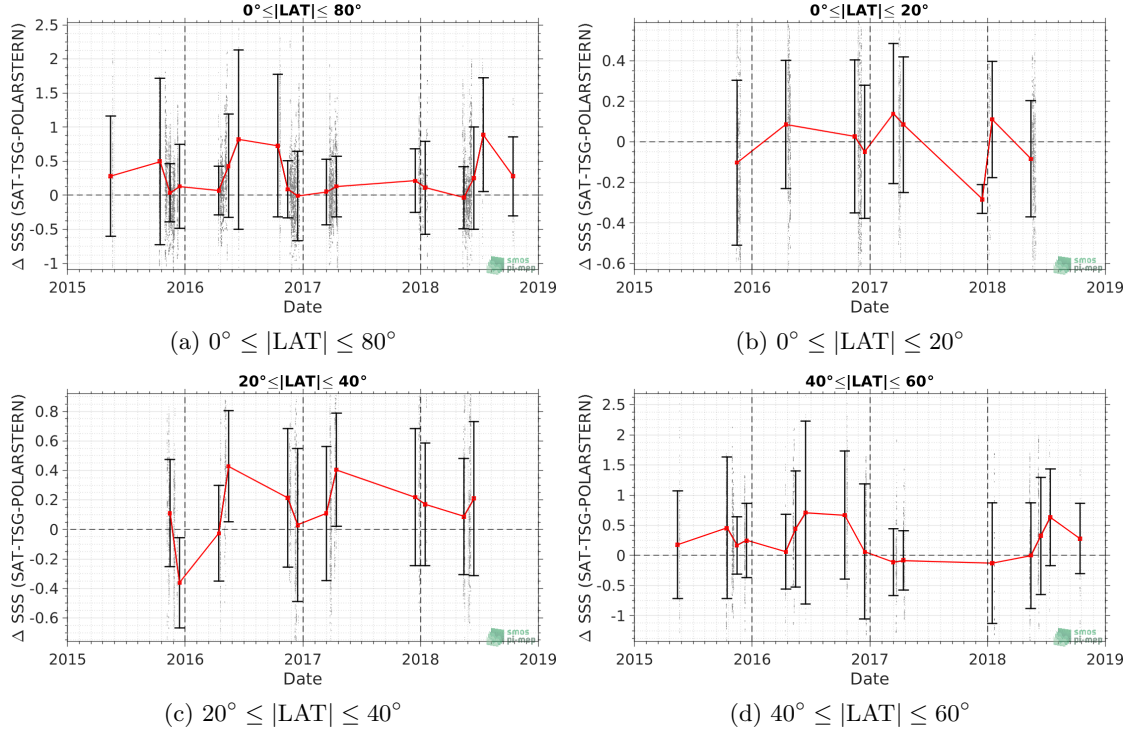 0°≤|LAT|≤ 80°
Δ SSS (SAT-TSG-POLARSTERN)
2.5
2
1.5
1
0.5
0
-0.5
-1
2015 2016 2017 2018 2019
Date
smos
pi-mep
(a) 0° ≤ |LAT| ≤ 80°
0°≤|LAT|≤ 20°
Δ SSS (SAT-TSG-POLARSTERN)
0.4
0.2
0
-0.2
-0.4
-0.6
2015 2016 2017 2018 2019
Date
smos
pi-mep
(b) 0° ≤ |LAT| ≤ 20°
20°≤|LAT|≤ 40°
Δ SSS (SAT-TSG-POLARSTERN)
0.8
0.6
0.4
0.2
0
-0.2
-0.4
-0.6
2015 2016 2017 2018 2019
Date
smos
pi-mep
(c) 20° ≤ |LAT| ≤ 40°
40°≤|LAT|≤ 60°
Δ SSS (SAT-TSG-POLARSTERN)
2.5
2
1.5
1
0.5
0
-0.5
-1
2015 2016 2017 2018 2019
Date
smos
pi-mep
(d) 40° ≤ |LAT| ≤ 60°